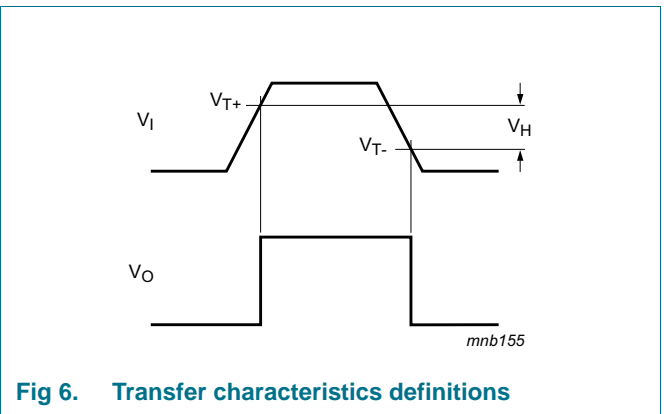 V_T+
V_I
V_H
V_T-
V_O
mnb155
Fig 6. Transfer characteristics definitions